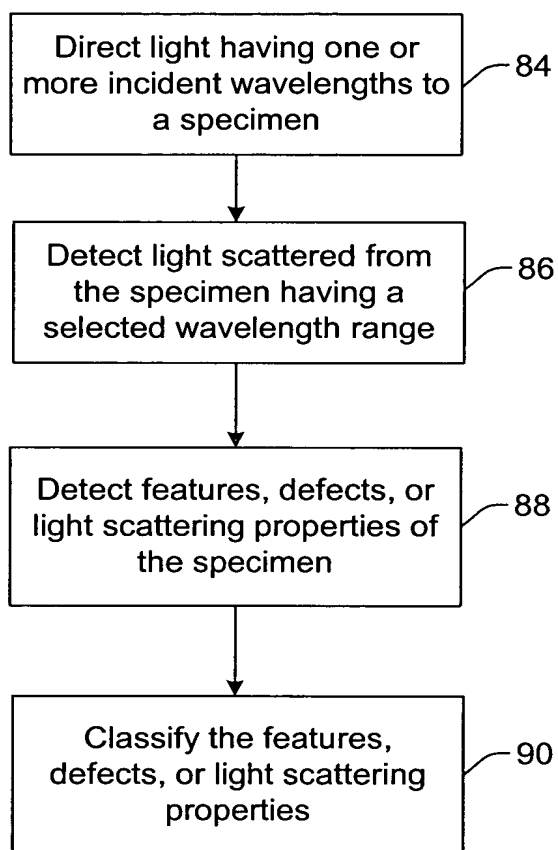 Direct light having one or
more incident wavelengths to
a specimen
84
Detect light scattered from
the specimen having a
selected wavelength range
86
Detect features, defects, or
light scattering properties of
the specimen
88
Classify the features,
defects, or light scattering
properties
90